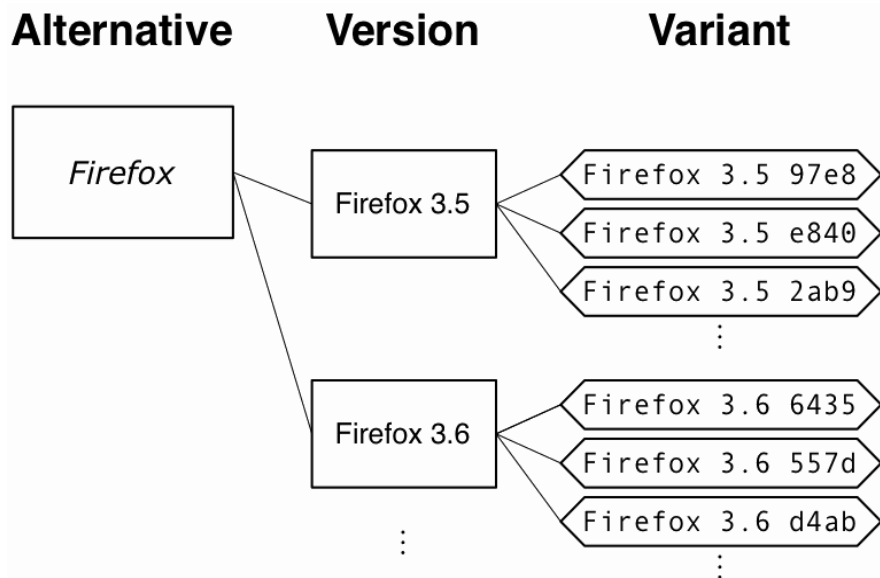 Alternative Version Variant
Firefox
Firefox 3.5
Firefox 3.5 97e8
Firefox 3.5 e840
Firefox 3.5 2ab9
Firefox 3.6
Firefox 3.6 6435
Firefox 3.6 557d
Firefox 3.6 d4ab